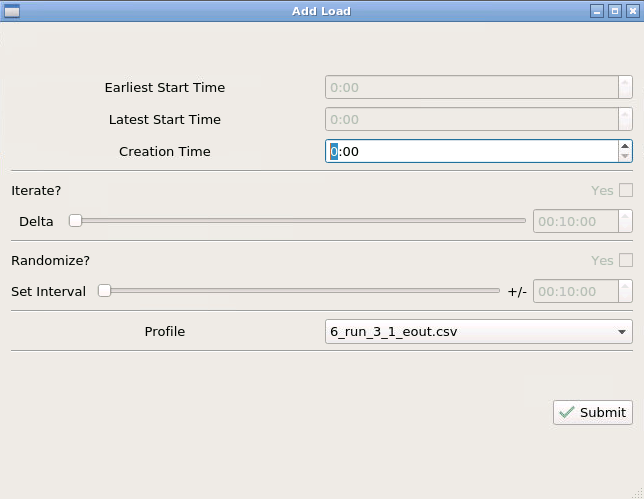 Add Load
Earliest Start Time 0:00
Latest Start Time 0:00
Creation Time 0:00
Iterate? Yes
Delta 00:10:00
Randomize? Yes
Set Interval +/- 00:10:00
Profile 6_run_3_1_eout.csv
Submit